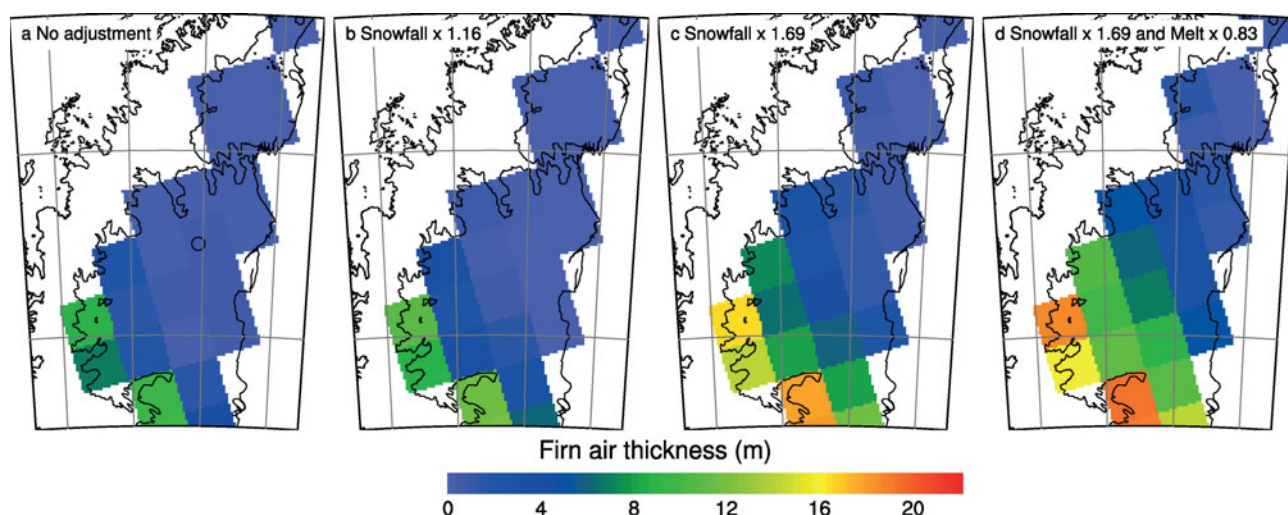 a No adjustment
b Snowfall x 1.16
c Snowfall x 1.69
d Snowfall x 1.69 and Melt x 0.83
Firn air thickness (m)
0 4 8 12 16 20